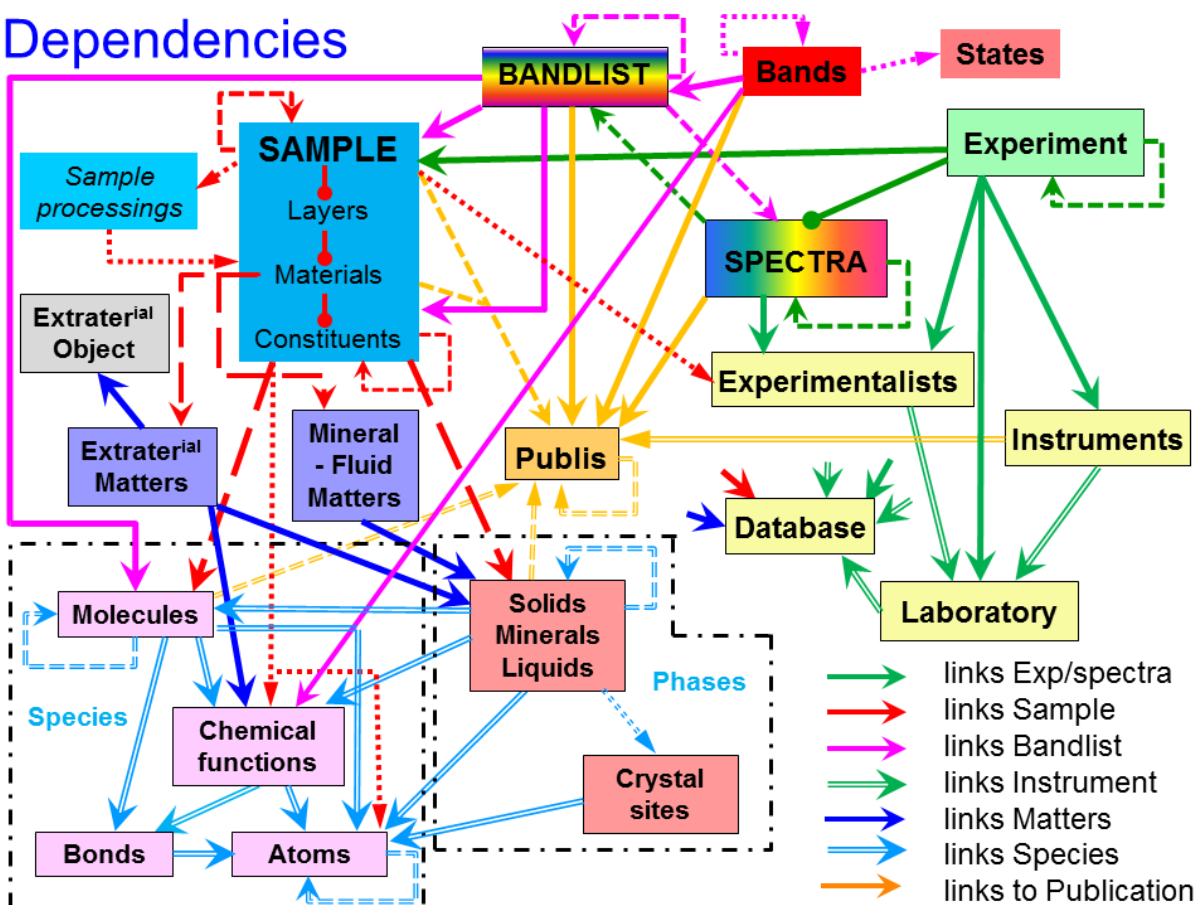 Dependencies
BANDLIST
Bands
States
SAMPLE
Layers
Materials
Constituents
Sample
processings
Experiment
SPECTRA
Extraterial
Object
Experimentalists
Extraterial
Matters
Mineral
- Fluid
Matters
Publis
Instruments
Database
Laboratory
Molecules
Solids
Minerals
Liquids
Phases
Species
Chemical
functions
Crystal
sites
Bonds
Atoms
links Exp/spectra
links Sample
links Bandlist
links Instrument
links Matters
links Species
links to Publication